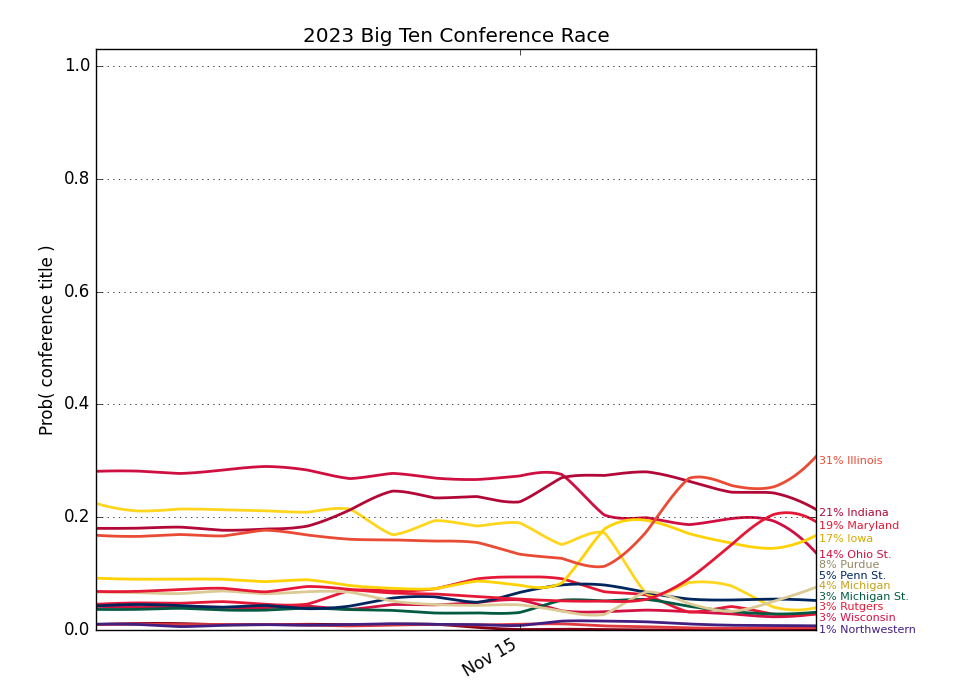 2023 Big Ten Conference Race
Prob( conference title )
1.0
0.8
0.6
0.4
0.2
0.0
Nov 15
31% Illinois
21% Indiana
19% Maryland
17% Iowa
14% Ohio St.
8% Purdue
5% Penn St.
4% Michigan
3% Michigan St.
3% Rutgers
3% Wisconsin
1% Northwestern